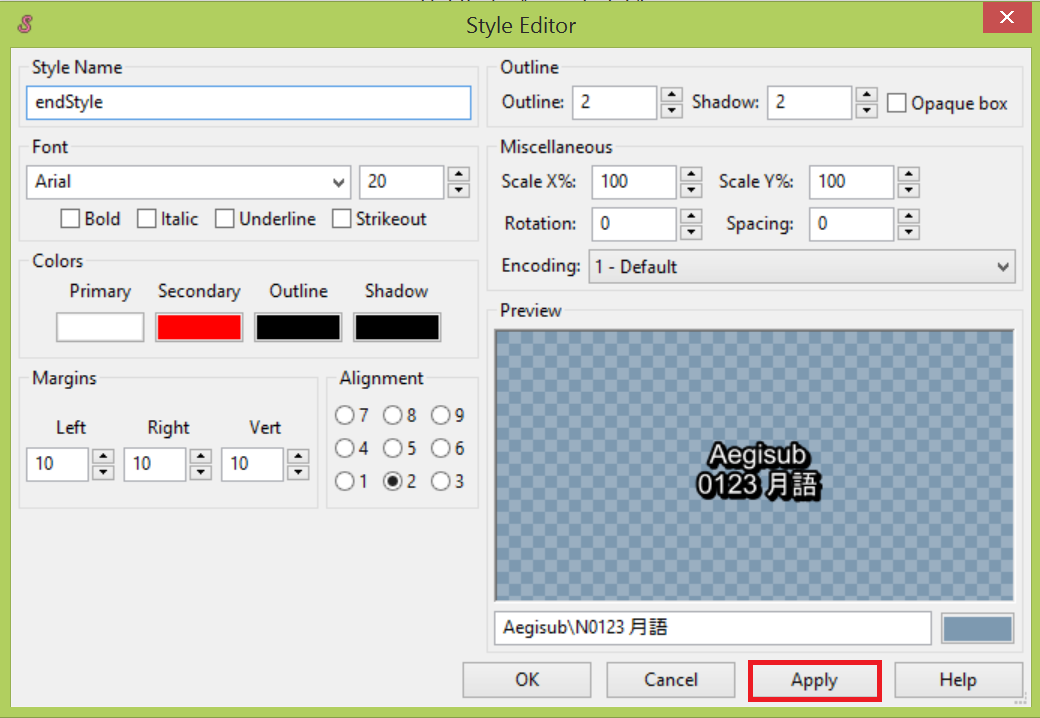 Style Editor
Style Name
endStyle
Font
Arial
20
Bold Italic Underline Strikeout
Colors
Primary Secondary Outline Shadow
Margins
Left Right Vert
10 10 10
Alignment
7 8 9
4 5 6
1 2 3
Outline
Outline: 2 Shadow: 2 Opaque box
Miscellaneous
Scale X%: 100 Scale Y%: 100
Rotation: 0 Spacing: 0
Encoding: 1 - Default
Preview
Aegisub
0123 月語
Aegisub\N0123 月語
OK Cancel Apply Help